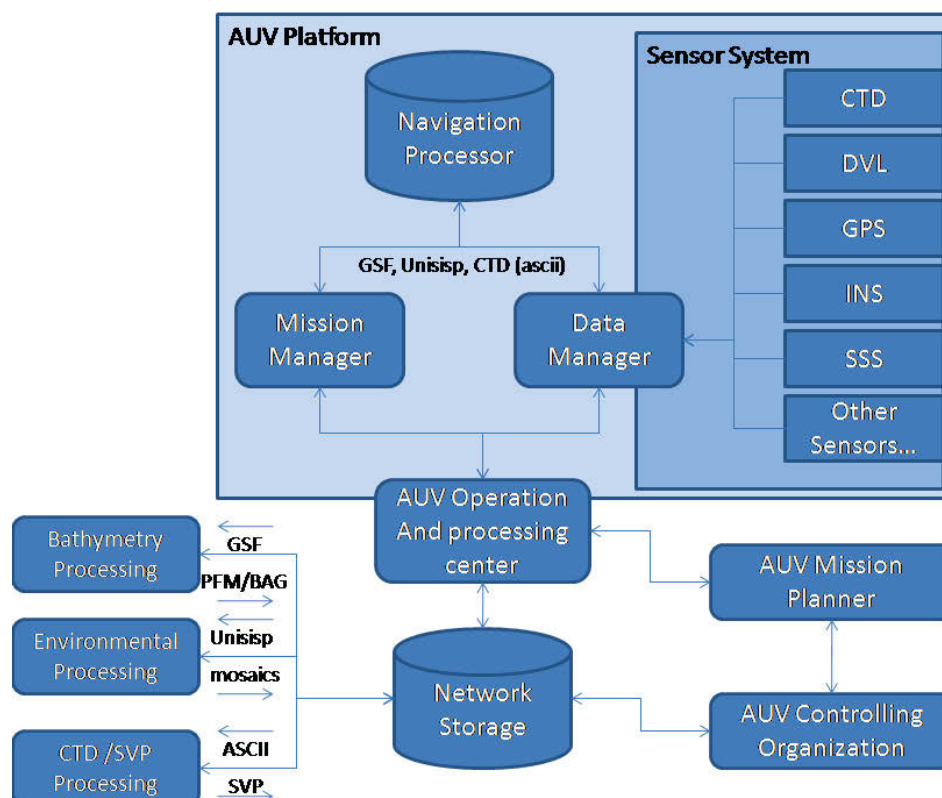 AUV Platform
Sensor System
Navigation
Processor
CTD
DVL
GPS
INS
SSS
Other
Sensors...
GSF, Unisisp, CTD (ascii)
Mission
Manager
Data
Manager
AUV Operation
And processing
center
Bathymetry
Processing
GSF
PFM/BAG
Environmental
Processing
Unisisp
mosaics
CTD /SVP
Processing
ASCII
SVP
Network
Storage
AUV Mission
Planner
AUV Controlling
Organization